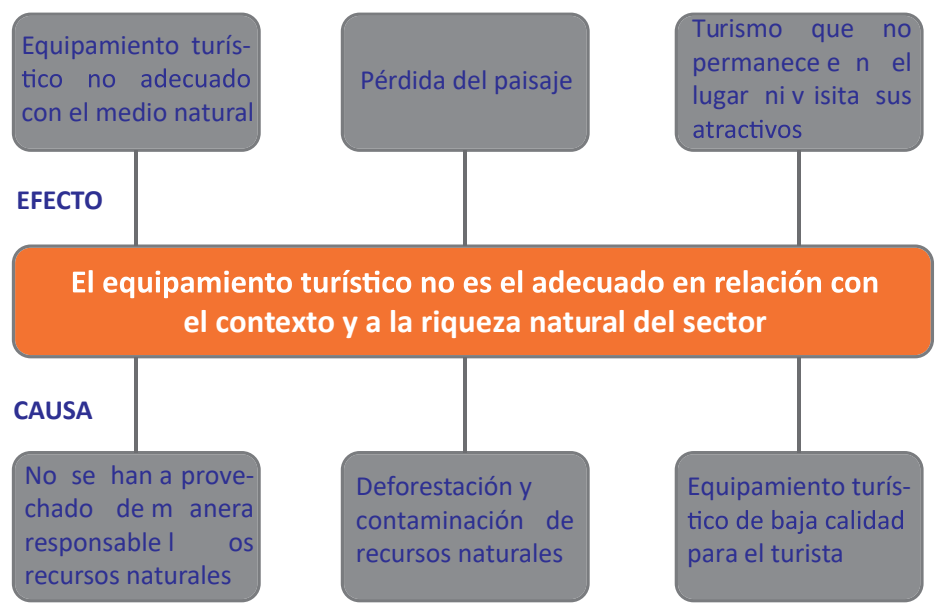 Equipamiento turís-
tico no adecuado
con el medio natural
Pérdida del paisaje
Turismo que no
permanece e n el
lugar ni v isita sus
atractivos
EFECTO
El equipamiento turístico no es el adecuado en relación con
el contexto y a la riqueza natural del sector
CAUSA
No se han a prove-
chado de m anera
responsable l os
recursos naturales
Deforestación y
contaminación de
recursos naturales
Equipamiento turís-
tico de baja calidad
para el turista